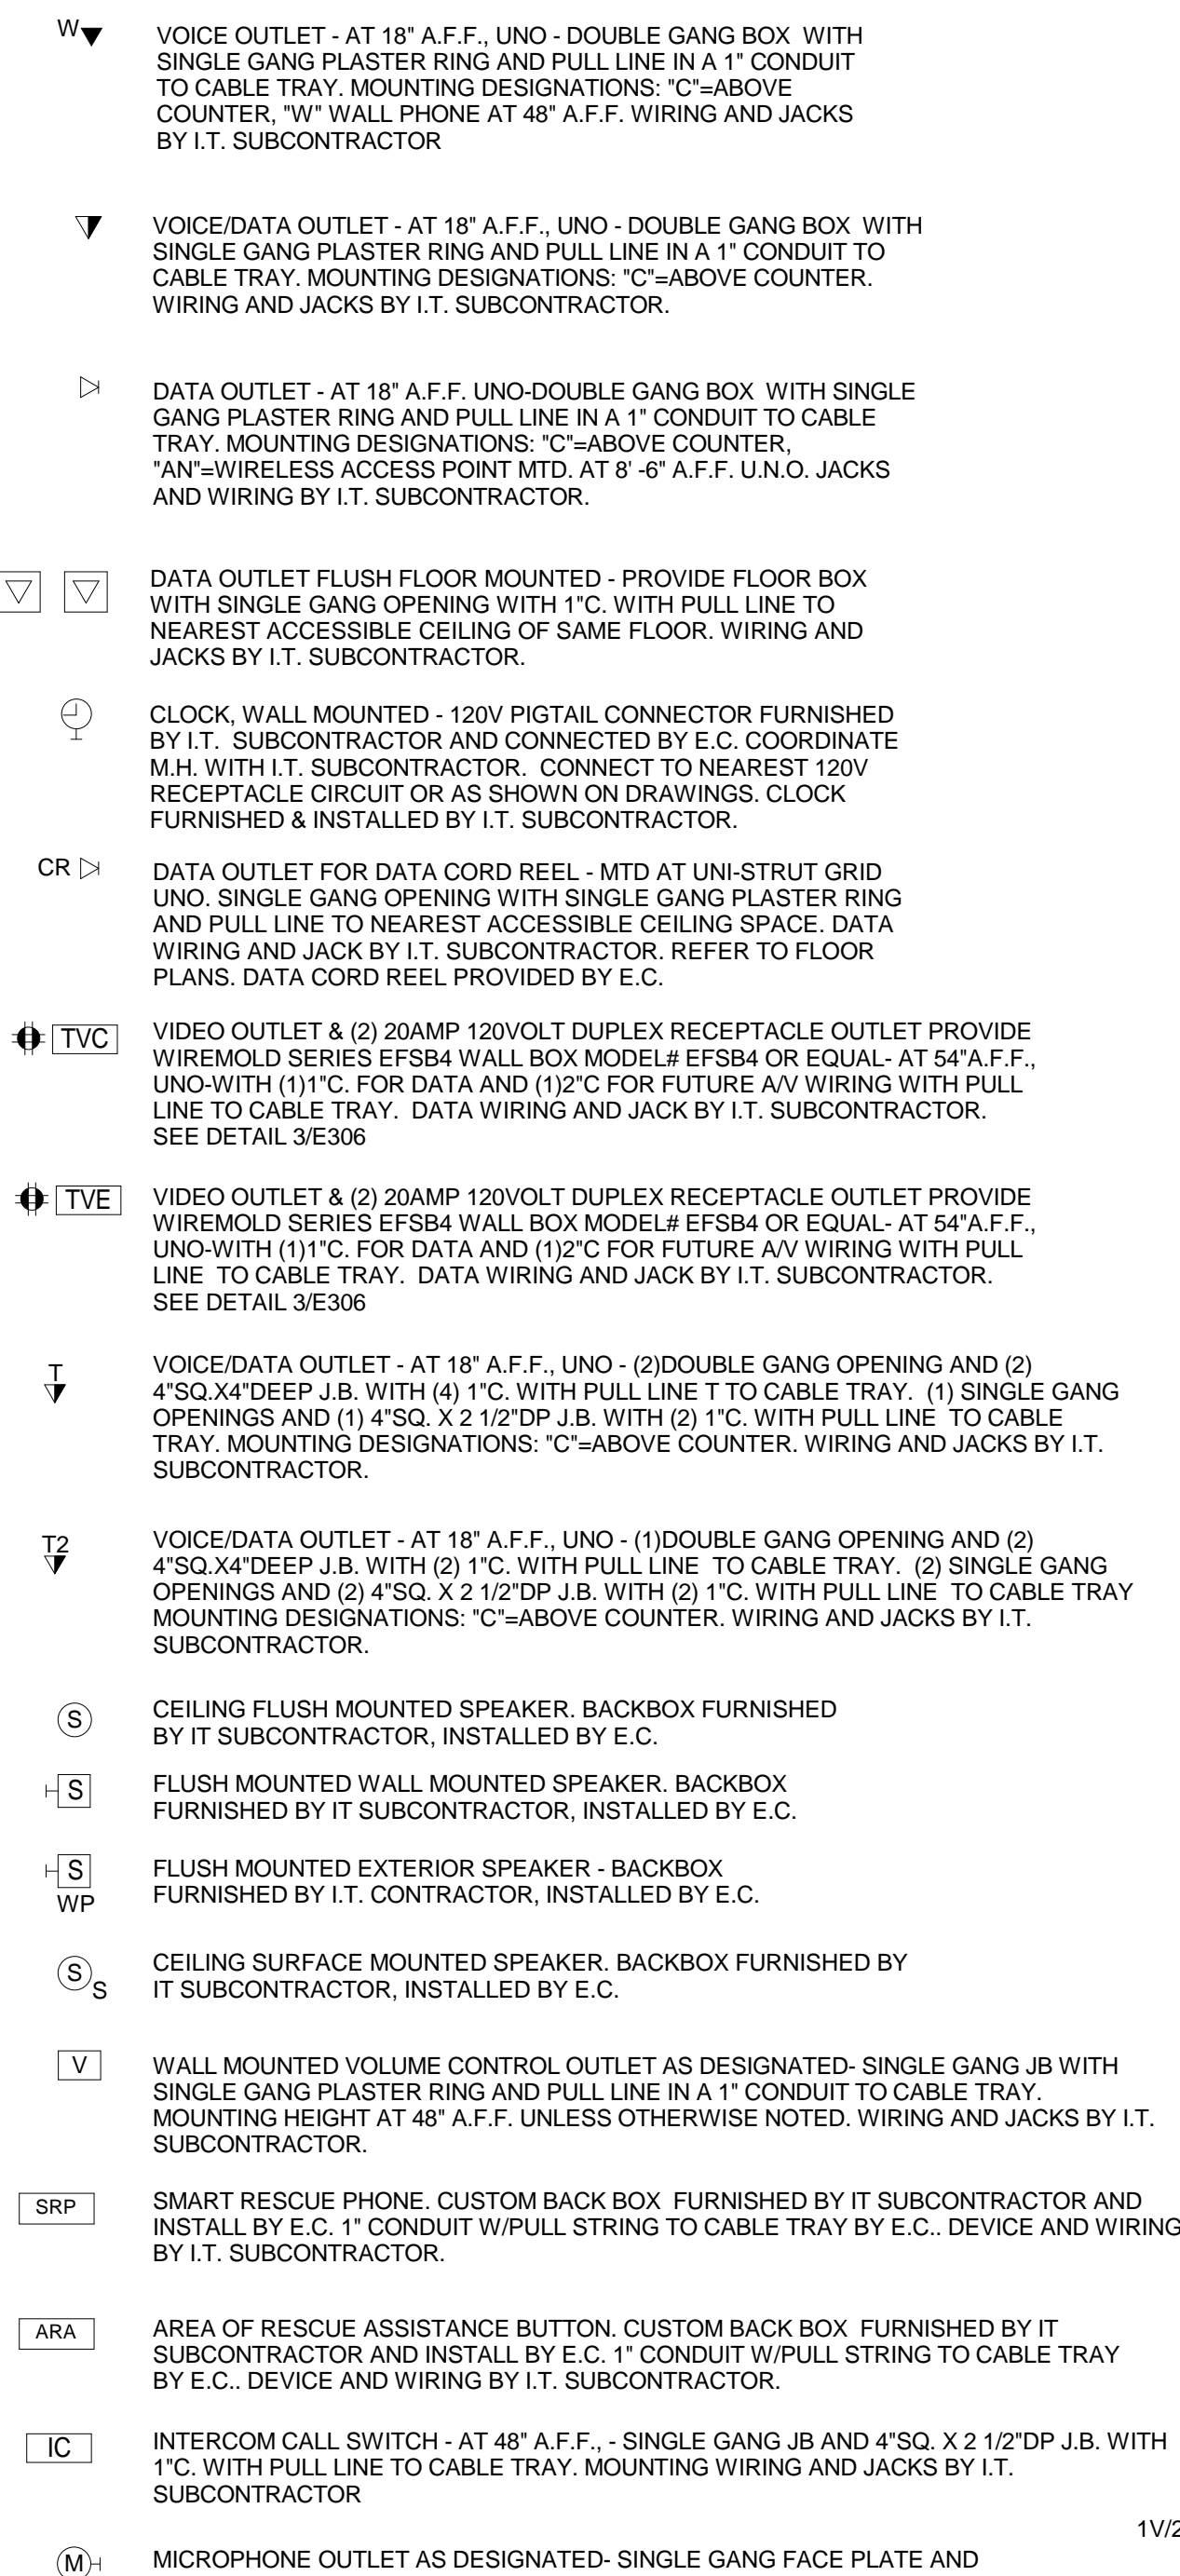 W VOICE OUTLET - AT 18" A.F.F., UNO - DOUBLE GANG BOX WITH
SINGLE GANG PLASTER RING AND PULL LINE IN A 1" CONDUIT
TO CABLE TRAY. MOUNTING DESIGNATIONS: "C"=ABOVE
COUNTER, "W" WALL PHONE AT 48" A.F.F. WIRING AND JACKS
BY I.T. SUBCONTRACTOR
VOICE/DATA OUTLET - AT 18" A.F.F., UNO - DOUBLE GANG BOX WITH
SINGLE GANG PLASTER RING AND PULL LINE IN A 1" CONDUIT TO
CABLE TRAY. MOUNTING DESIGNATIONS: "C"=ABOVE COUNTER.
WIRING AND JACKS BY I.T. SUBCONTRACTOR.
DATA OUTLET - AT 18" A.F.F. UNO-DOUBLE GANG BOX WITH SINGLE
GANG PLASTER RING AND PULL LINE IN A 1" CONDUIT TO CABLE
TRAY. MOUNTING DESIGNATIONS: "C"=ABOVE COUNTER,
"AN"=WIRELESS ACCESS POINT MTD. AT 8' -6" A.F.F. U.N.O. JACKS
AND WIRING BY I.T. SUBCONTRACTOR.
DATA OUTLET FLUSH FLOOR MOUNTED - PROVIDE FLOOR BOX
WITH SINGLE GANG OPENING WITH 1"C. WITH PULL LINE TO
NEAREST ACCESSIBLE CEILING OF SAME FLOOR. WIRING AND
JACKS BY I.T. SUBCONTRACTOR.
CLOCK, WALL MOUNTED - 120V PIGTAIL CONNECTOR FURNISHED
BY I.T. SUBCONTRACTOR AND CONNECTED BY E.C. COORDINATE
M.H. WITH I.T. SUBCONTRACTOR. CONNECT TO NEAREST 120V
RECEPTACLE CIRCUIT OR AS SHOWN ON DRAWINGS. CLOCK
FURNISHED & INSTALLED BY I.T. SUBCONTRACTOR.
CR DATA OUTLET FOR DATA CORD REEL - MTD AT UNI-STRUT GRID
UNO. SINGLE GANG OPENING WITH SINGLE GANG PLASTER RING
AND PULL LINE TO NEAREST ACCESSIBLE CEILING SPACE. DATA
WIRING AND JACK BY I.T. SUBCONTRACTOR. REFER TO FLOOR
PLANS. DATA CORD REEL PROVIDED BY E.C.
TVC VIDEO OUTLET & (2) 20AMP 120VOLT DUPLEX RECEPTACLE OUTLET PROVIDE
WIREMOLD SERIES EFSB4 WALL BOX MODEL# EFSB4 OR EQUAL- AT 54"A.F.F.,
UNO-WITH (1)1"C. FOR DATA AND (1)2"C FOR FUTURE A/V WIRING WITH PULL
LINE TO CABLE TRAY. DATA WIRING AND JACK BY I.T. SUBCONTRACTOR.
SEE DETAIL 3/E306
TVE VIDEO OUTLET & (2) 20AMP 120VOLT DUPLEX RECEPTACLE OUTLET PROVIDE
WIREMOLD SERIES EFSB4 WALL BOX MODEL# EFSB4 OR EQUAL- AT 54"A.F.F.,
UNO-WITH (1)1"C. FOR DATA AND (1)2"C FOR FUTURE A/V WIRING WITH PULL
LINE TO CABLE TRAY. DATA WIRING AND JACK BY I.T. SUBCONTRACTOR.
SEE DETAIL 3/E306
T VOICE/DATA OUTLET - AT 18" A.F.F., UNO - (2)DOUBLE GANG OPENING AND (2)
4"SQ.X4"DEEP J.B. WITH (4) 1"C. WITH PULL LINE T TO CABLE TRAY. (1) SINGLE GANG
OPENINGS AND (1) 4"SQ. X 2 1/2"DP J.B. WITH (2) 1"C. WITH PULL LINE TO CABLE
TRAY. MOUNTING DESIGNATIONS: "C"=ABOVE COUNTER. WIRING AND JACKS BY I.T.
SUBCONTRACTOR.
T2 VOICE/DATA OUTLET - AT 18" A.F.F., UNO - (1)DOUBLE GANG OPENING AND (2)
4"SQ.X4"DEEP J.B. WITH (2) 1"C. WITH PULL LINE TO CABLE TRAY. (2) SINGLE GANG
OPENINGS AND (2) 4"SQ. X 2 1/2"DP J.B. WITH (2) 1"C. WITH PULL LINE TO CABLE TRAY
MOUNTING DESIGNATIONS: "C"=ABOVE COUNTER. WIRING AND JACKS BY I.T.
SUBCONTRACTOR.
S CEILING FLUSH MOUNTED SPEAKER. BACKBOX FURNISHED
BY IT SUBCONTRACTOR, INSTALLED BY E.C.
S FLUSH MOUNTED WALL MOUNTED SPEAKER. BACKBOX
FURNISHED BY IT SUBCONTRACTOR, INSTALLED BY E.C.
S FLUSH MOUNTED EXTERIOR SPEAKER - BACKBOX
WP FURNISHED BY I.T. CONTRACTOR, INSTALLED BY E.C.
S CEILING SURFACE MOUNTED SPEAKER. BACKBOX FURNISHED BY
S IT SUBCONTRACTOR, INSTALLED BY E.C.
V WALL MOUNTED VOLUME CONTROL OUTLET AS DESIGNATED- SINGLE GANG JB WITH
SINGLE GANG PLASTER RING AND PULL LINE IN A 1" CONDUIT TO CABLE TRAY.
MOUNTING HEIGHT AT 48" A.F.F. UNLESS OTHERWISE NOTED. WIRING AND JACKS BY I.T.
SUBCONTRACTOR.
SRP SMART RESCUE PHONE. CUSTOM BACK BOX FURNISHED BY IT SUBCONTRACTOR AND
INSTALL BY E.C. 1" CONDUIT W/PULL STRING TO CABLE TRAY BY E.C.. DEVICE AND WIRING
BY I.T. SUBCONTRACTOR.
ARA AREA OF RESCUE ASSISTANCE BUTTON. CUSTOM BACK BOX FURNISHED BY IT
SUBCONTRACTOR AND INSTALL BY E.C. 1" CONDUIT W/PULL STRING TO CABLE TRAY
BY E.C.. DEVICE AND WIRING BY I.T. SUBCONTRACTOR.
IC INTERCOM CALL SWITCH - AT 48" A.F.F., - SINGLE GANG JB AND 4"SQ. X 2 1/2"DP J.B. WITH
1"C. WITH PULL LINE TO CABLE TRAY. MOUNTING WIRING AND JACKS BY I.T.
SUBCONTRACTOR
1V/2
M MICROPHONE OUTLET AS DESIGNATED- SINGLE GANG FACE PLATE AND